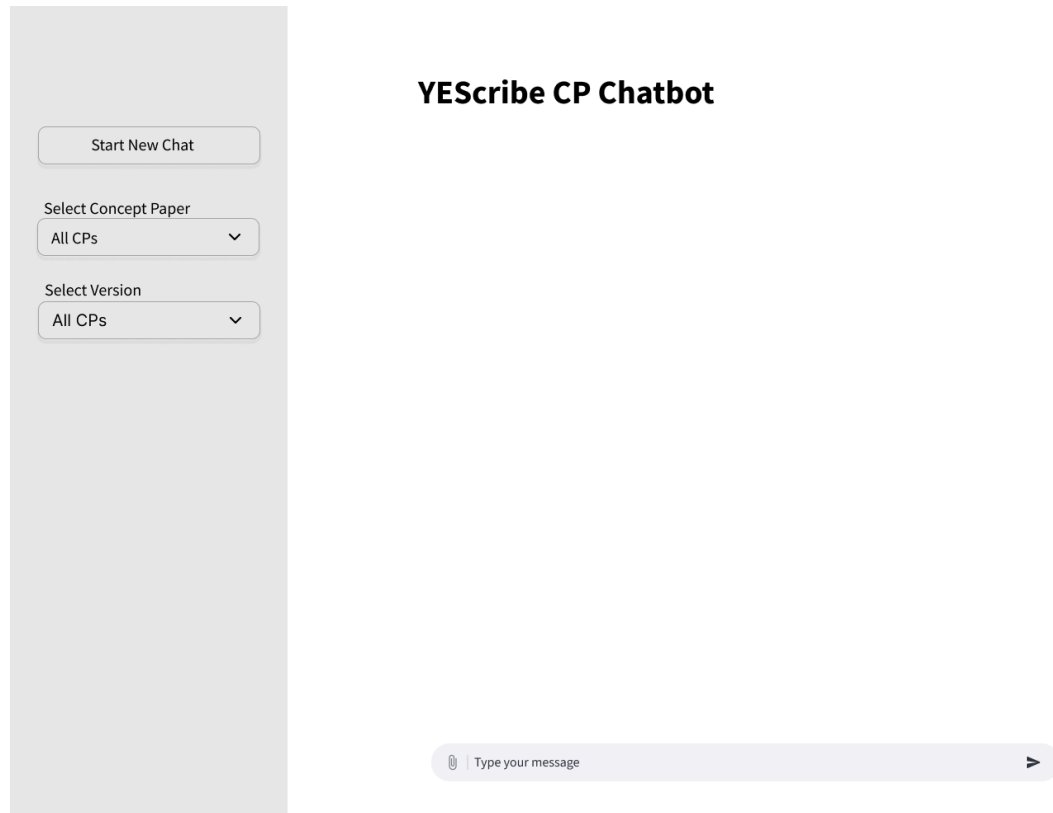 YEScribe CP Chatbot
Start New Chat
Select Concept Paper
All CPs
Select Version
All CPs
Type your message